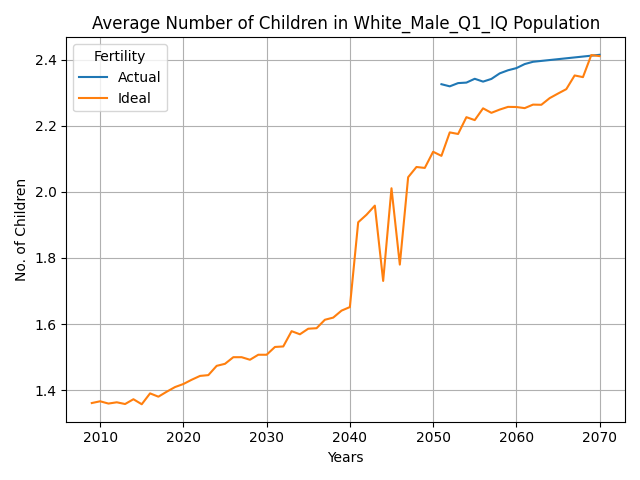 Average Number of Children in White_Male_Q1_IQ Population
Fertility
Actual
Ideal
No. of Children
2.4
2.2
2.0
1.8
1.6
1.4
2010 2020 2030 2040 2050 2060 2070
Years